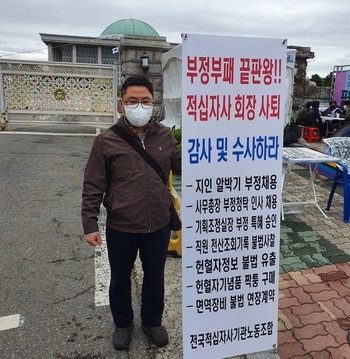 부정부패 끝판왕!!
적십자사 회장 사퇴
감사 및 수사하라
- 지인 알박기 부정채용
- 사무총장 부정청탁 인사 채용
- 기획조정실장 부정 특혜 승인
- 직원 전산조회기록 불법사찰
- 헌혈자정보 불법 유출
- 헌혈자기념품 짝퉁 구매
- 면역장비 불법 연장계약
전국적십자사기관노동조합